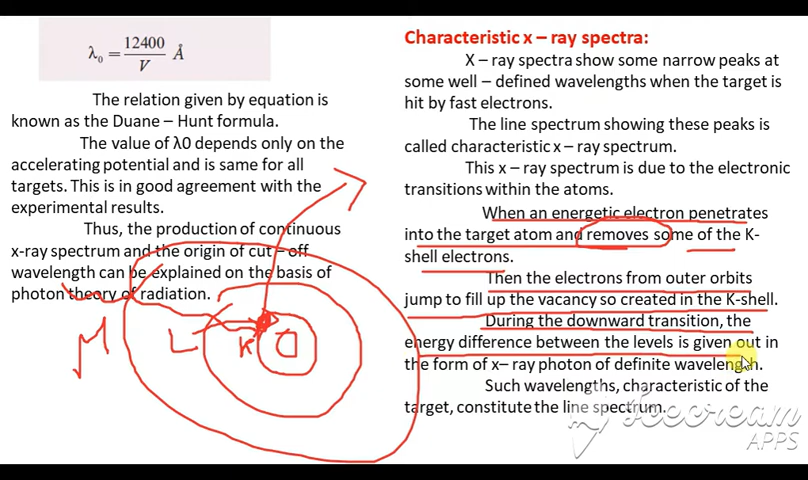 λ₀ = 12400/V Å
The relation given by equation is
known as the Duane – Hunt formula.
The value of λ0 depends only on the
accelerating potential and is same for all
targets. This is in good agreement with the
experimental results.
Thus, the production of continuous
x-ray spectrum and the origin of cut – off
wavelength can be explained on the basis of
photon theory of radiation.
M L K
Characteristic x – ray spectra:
X – ray spectra show some narrow peaks at
some well – defined wavelengths when the target is
hit by fast electrons.
The line spectrum showing these peaks is
called characteristic x – ray spectrum.
This x – ray spectrum is due to the electronic
transitions within the atoms.
When an energetic electron penetrates
into the target atom and removes some of the K-
shell electrons.
Then the electrons from outer orbits
jump to fill up the vacancy so created in the K-shell.
During the downward transition, the
energy difference between the levels is given out in
the form of x– ray photon of definite wavelength.
Such wavelengths, characteristic of the
target, constitute the line spectrum.
Icecream
APPS